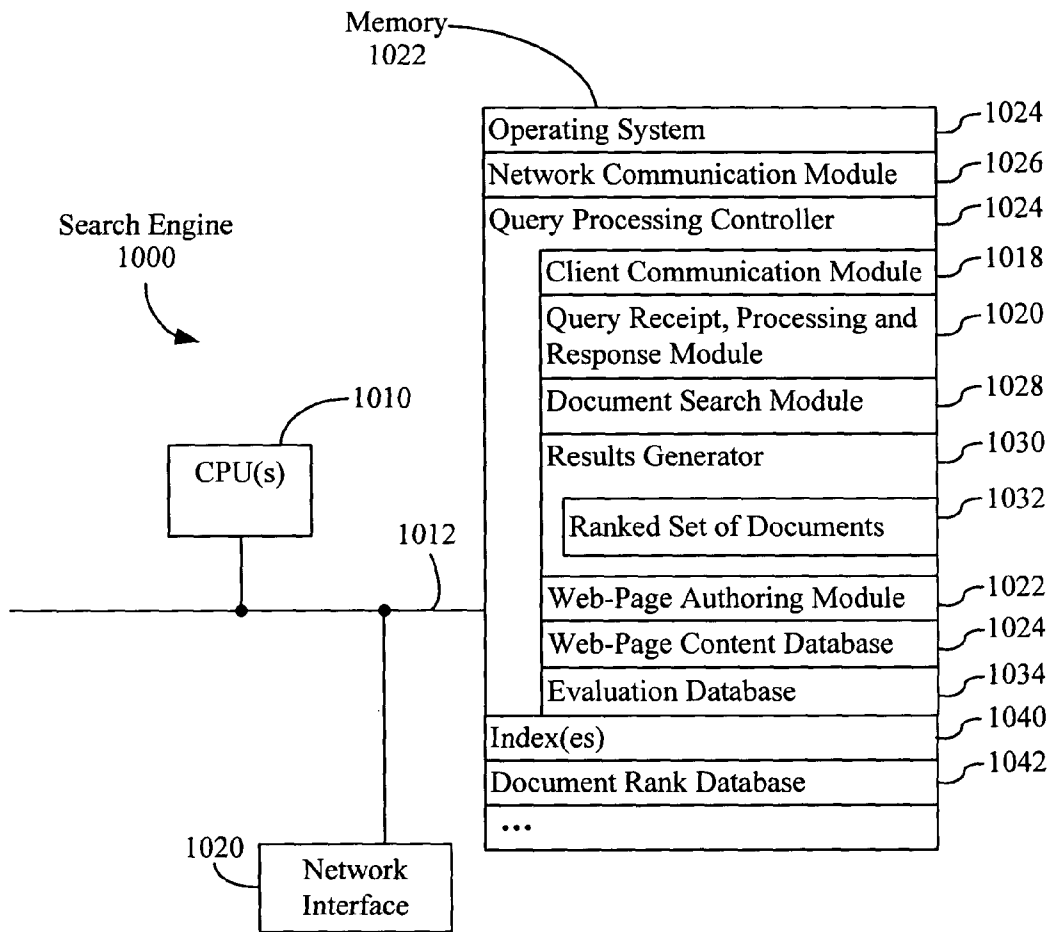 Memory
1022
Operating System
1024
Network Communication Module
1026
Query Processing Controller
1024
Search Engine
1000
Client Communication Module
1018
Query Receipt, Processing and
Response Module
1020
Document Search Module
1028
1010
CPU(s)
Results Generator
1030
Ranked Set of Documents
1032
1012
Web-Page Authoring Module
1022
Web-Page Content Database
1024
Evaluation Database
1034
Index(es)
1040
Document Rank Database
1042
•••
1020
Network
Interface